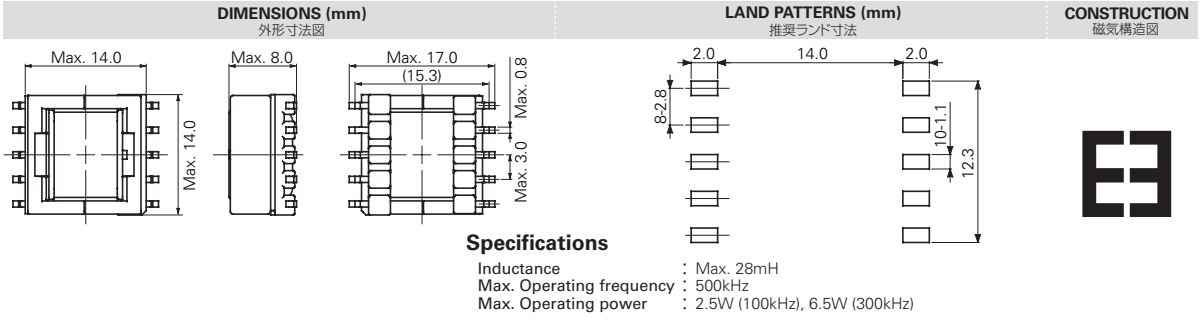 DIMENSIONS (mm)
外形寸法図
LAND PATTERNS (mm)
推奨ランド寸法
CONSTRUCTION
磁気構造図
Max. 14.0
Max. 14.0
Max. 8.0
Max. 17.0
(15.3)
Max. 0.8
Max. 3.0
2.0
14.0
2.0
8-2.8
10-1.1
12.3
Specifications
Inductance : Max. 28mH
Max. Operating frequency : 500kHz
Max. Operating power : 2.5W (100kHz), 6.5W (300kHz)